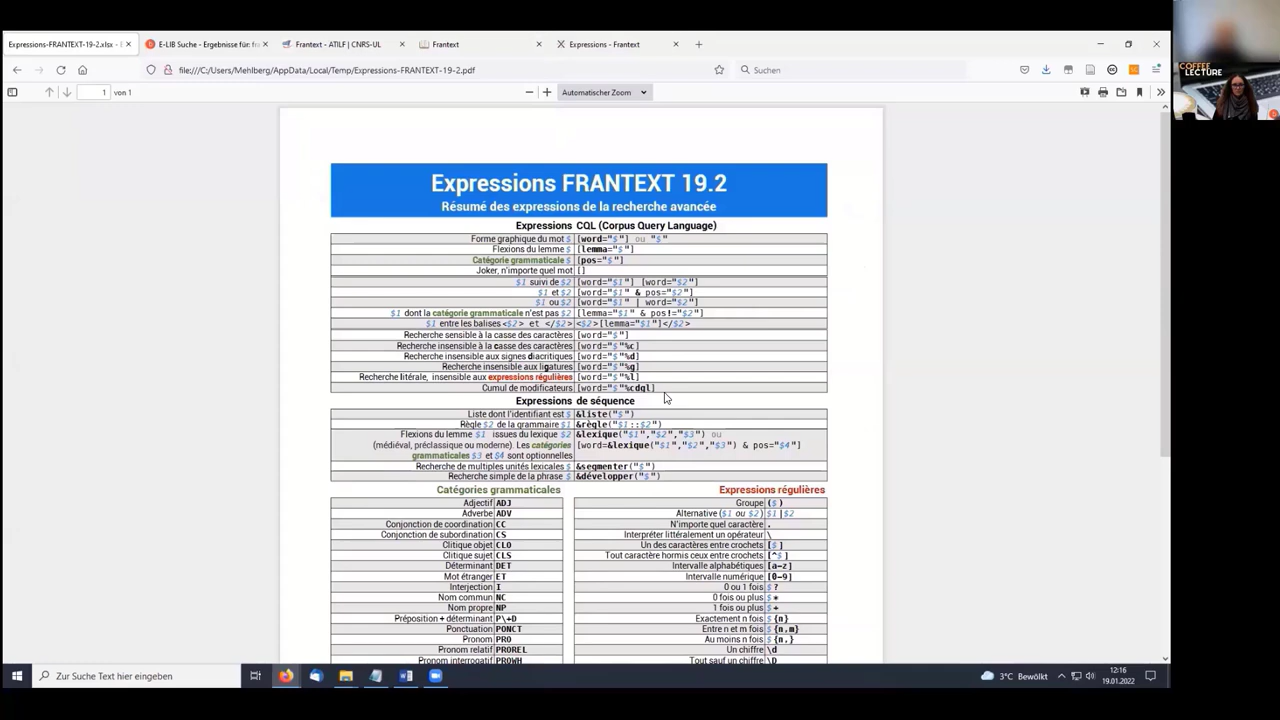 Expressions-FRANTEXT-19-2.xlsx
E-LIB Suche - Ergebnisse für: fr
Frantext - ATILF | CNRS-UL
Frantext
Expressions - Frantext
file:///C:/Users/Mehlberg/AppData/Local/Temp/Expressions-FRANTEXT-19-2.pdf
Suchen
1 von 1
Automatischer Zoom
COFFEE
LECTURE
Expressions FRANTEXT 19.2
Résumé des expressions de la recherche avancée
Expressions CQL (Corpus Query Language)
Forme graphique du mot $ [word="$"] ou "$"
Flexions du lemme $ [lemma="$"]
Catégorie grammaticale $ [pos="$"]
Joker, n'importe quel mot []
$1 suivi de $2 [word="$1"] [word="$2"]
$1 et $2 [word="$1" & pos="$2"]
$1 ou $2 [word="$1" | word="$2"]
$1 dont la catégorie grammaticale n'est pas $2 [lemma="$1" & pos!="$2"]
$1 entre les balises <$2> et </$2> <$2>[lemma="$1"]</$2>
Recherche sensible à la casse des caractères [word="$"]
Recherche insensible à la casse des caractères [word="$"%c]
Recherche insensible aux signes diacritiques [word="$"%d]
Recherche insensible aux ligatures [word="$"%g]
Recherche litérale, insensible aux expressions régulières [word="$"%l]
Cumul de modificateurs [word="$"%cdgl]
Expressions de séquence
Liste dont l'identifiant est $ &liste("$")
Règle $2 de la grammaire $1 &règle("$1::$2")
Flexions du lemme $1 issues du lexique $2 &lexique("$1","$2","$3") ou
(médiéval, préclassique ou moderne). Les catégories [word=&lexique("$1","$2","$3") & pos="$4"]
grammaticales $3 et $4 sont optionnelles
Recherche de multiples unités lexicales $ &segmenter("$")
Recherche simple de la phrase $ &développer("$")
Catégories grammaticales
Adjectif ADJ
Adverbe ADV
Conjonction de coordination CC
Conjonction de subordination CS
Clitique objet CLO
Clitique sujet CLS
Déterminant DET
Mot étranger ET
Interjection I
Nom commun NC
Nom propre NP
Préposition + déterminant P\+D
Ponctuation PONCT
Pronom PRO
Pronom relatif PROREL
Pronom interrogatif PROWH
Expressions régulières
Groupe ($)
Alternative ($1 ou $2) $1|$2
N'importe quel caractère .
Interpréter littéralement un opérateur \
Un des caractères entre crochets [$]
Tout caractère hormis ceux entre crochets [^$]
Intervalle alphabétiques [a-z]
Intervalle numérique [0-9]
0 ou 1 fois $?
0 fois ou plus $*
1 fois ou plus $+
Exactement n fois ${n}
Entre n et m fois ${n,m}
Au moins n fois ${n,}
Un chiffre \d
Tout sauf un chiffre \D
Zur Suche Text hier eingeben
3°C Bewölkt
12:16
19.01.2022